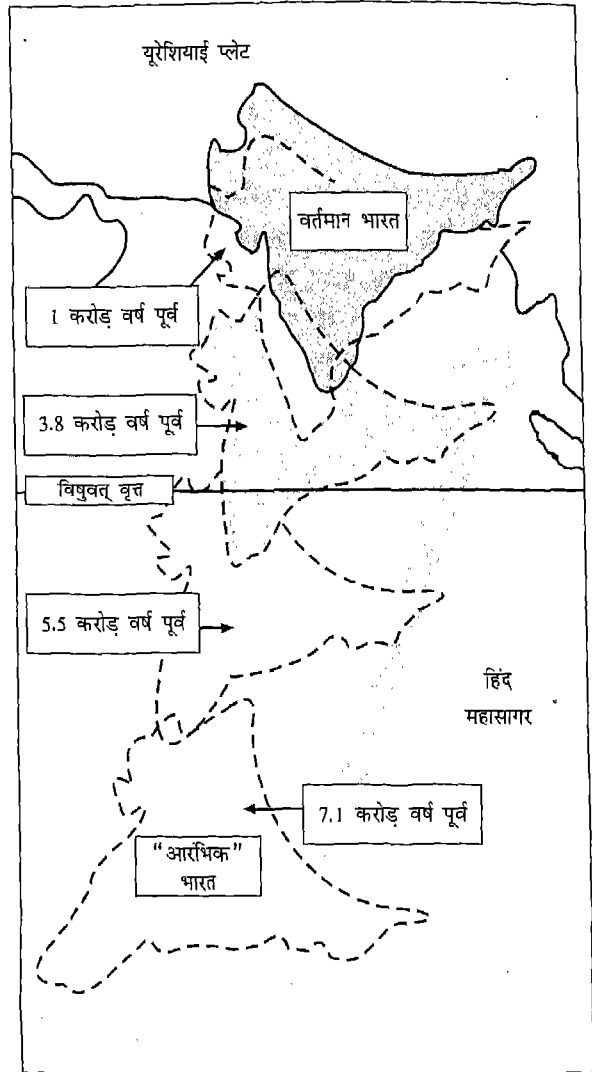 यूरेशियाई प्लेट
वर्तमान भारत
1 करोड़ वर्ष पूर्व
3.8 करोड़ वर्ष पूर्व
विषुवत् वृत्त
5.5 करोड़ वर्ष पूर्व
हिंद
महासागर
7.1 करोड़ वर्ष पूर्व
“आरंभिक”
भारत